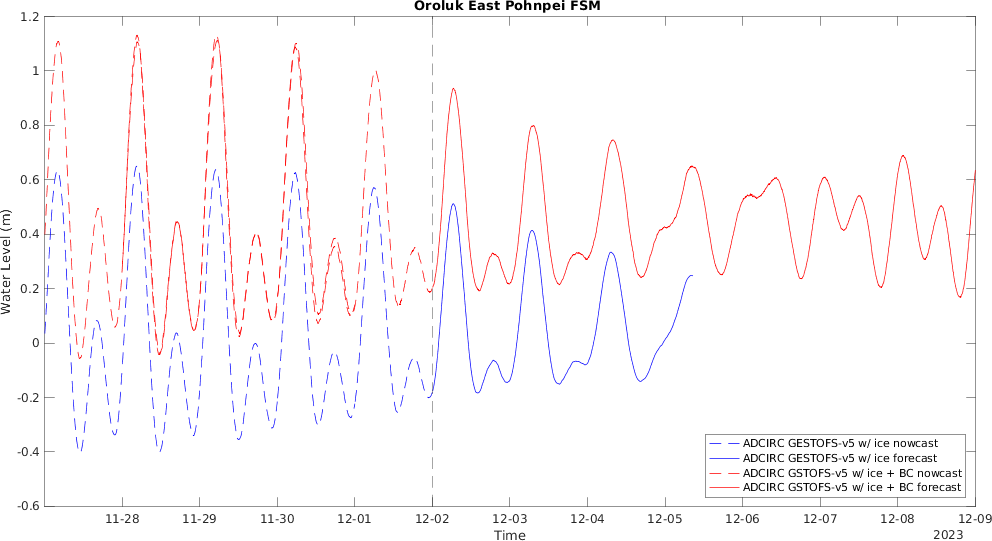 Oroluk East Pohnpei FSM
Water Level (m)
1.2
1
0.8
0.6
0.4
0.2
0
-0.2
-0.4
-0.6
ADCIRC GESTOFS-v5 w/ ice nowcast
ADCIRC GESTOFS-v5 w/ ice forecast
ADCIRC GSTOFS-v5 w/ ice + BC nowcast
ADCIRC GSTOFS-v5 w/ ice + BC forecast
11-28 11-29 11-30 12-01 12-02 12-03 12-04 12-05 12-06 12-07 12-08 12-09
Time
2023